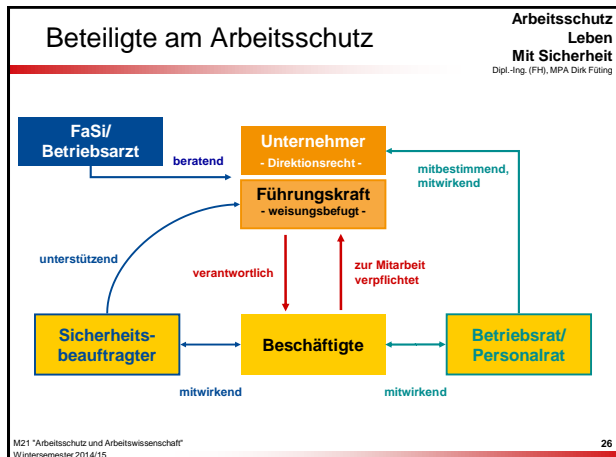 Beteiligte am Arbeitsschutz
Arbeitsschutz
Leben
Mit Sicherheit
Dipl.-Ing. (FH), MPA Dirk Füting
FaSi/
Betriebsarzt
beratend
Unternehmer
- Direktionsrecht -
mitbestimmend,
mitwirkend
Führungskraft
- weisungsbefugt -
unterstützend
verantwortlich
zur Mitarbeit
verpflichtet
Sicherheits-
beauftragter
Beschäftigte
Betriebsrat/
Personalrat
mitwirkend
mitwirkend
M21 "Arbeitsschutz und Arbeitswissenschaft"
Wintersemester 2014/15
26